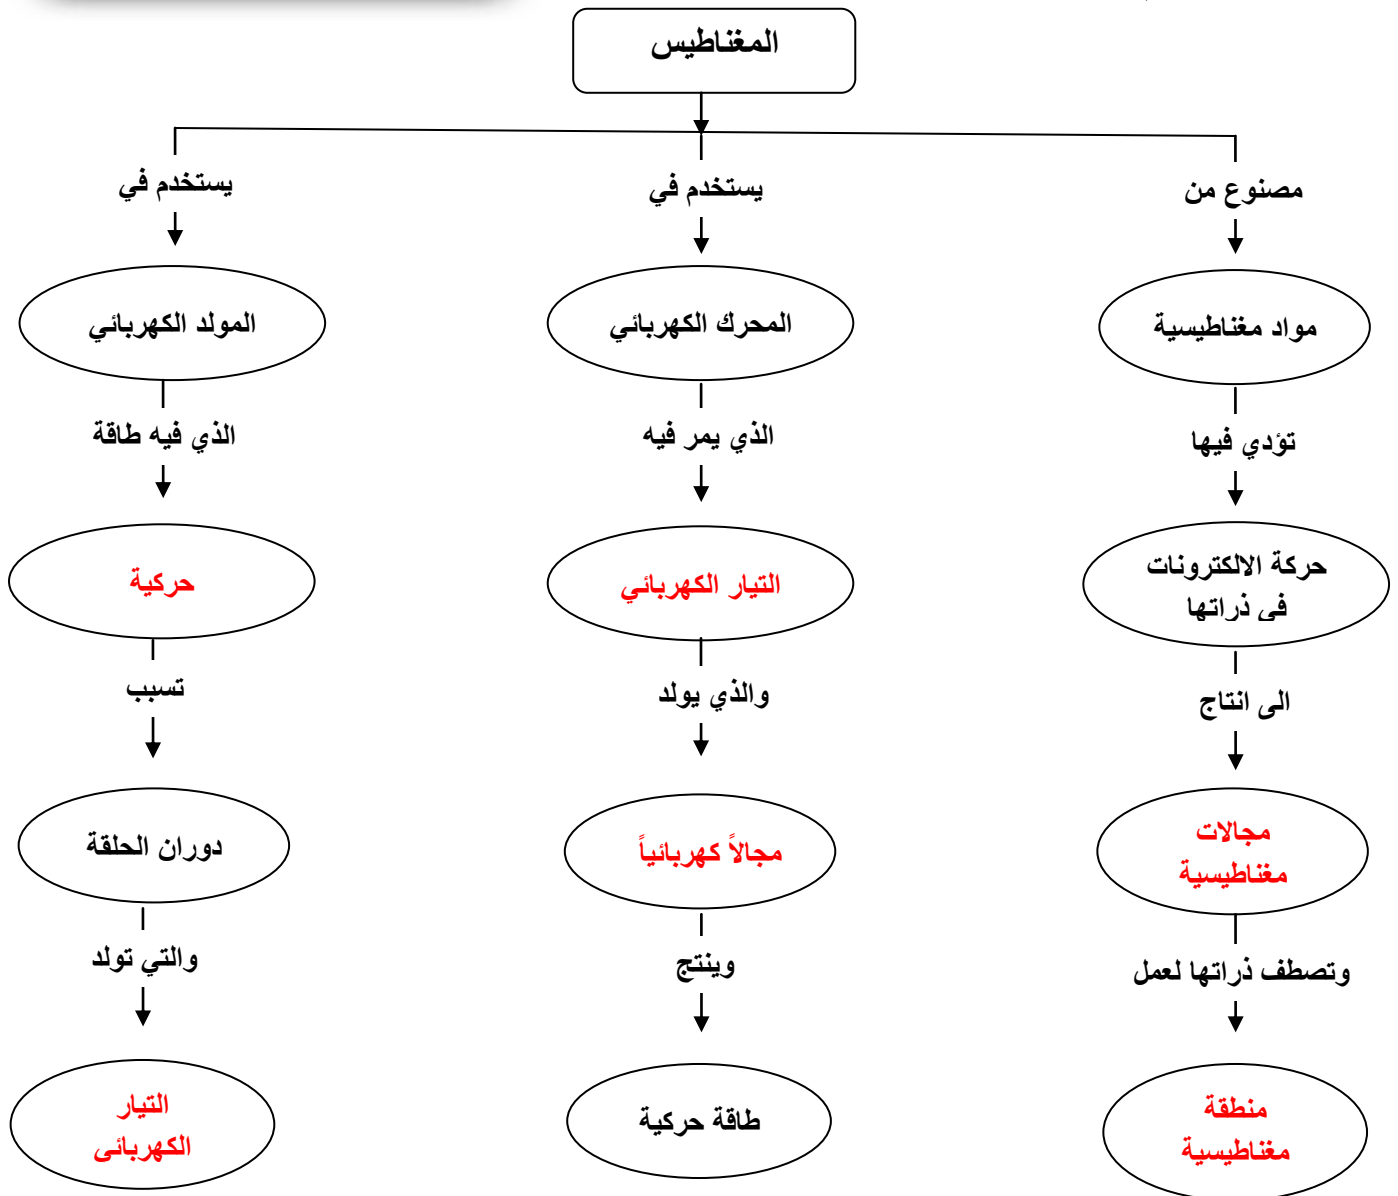 المغناطيس
مصنوع من
يستخدم في
يستخدم في
مواد مغناطيسية
المحرك الكهربائي
المولد الكهربائي
تؤدي فيها
الذي يمر فيه
الذي فيه طاقة
حركة الالكترونات
في ذراتها
التيار الكهربائي
حركية
الى انتاج
والذي يولد
تسبب
مجالات
مغناطيسية
مجالاً كهربائياً
دوران الحلقة
وتصطف ذراتها لعمل
وينتج
والتي تولد
منطقة
مغناطيسية
طاقة حركية
التيار
الكهربائي